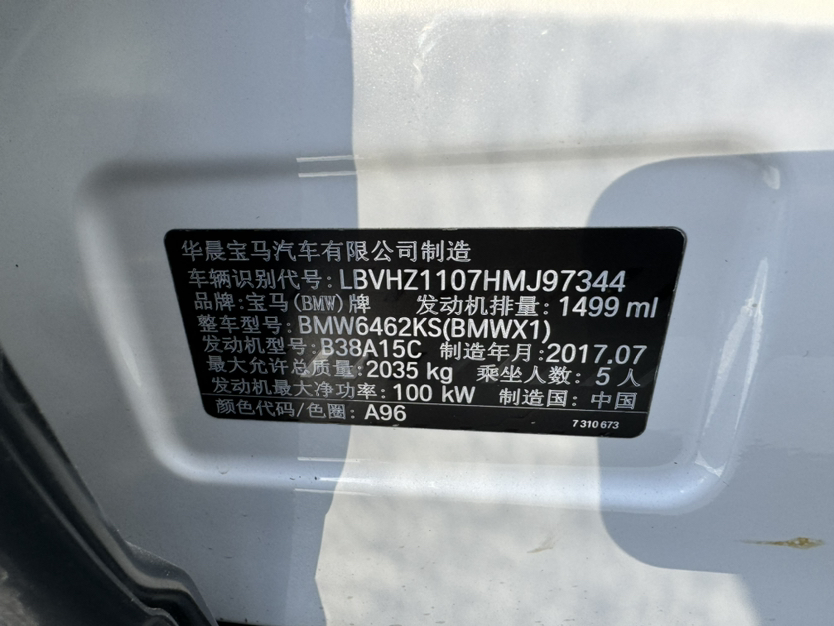 华晨宝马汽车有限公司制造
车辆识别代号: LBVHZ1107HMJ97344
品牌:宝马(BMW)牌 发动机排量: 1499 ml
整车型号: BMW6462KS(BMWX1)
发动机型号: B38A15C 制造年月:2017.07
最大允许总质量: 2035 kg 乘坐人数: 5 人
发动机最大净功率: 100 kW 制造国: 中国
颜色代码/色圈: A96
7 310 673